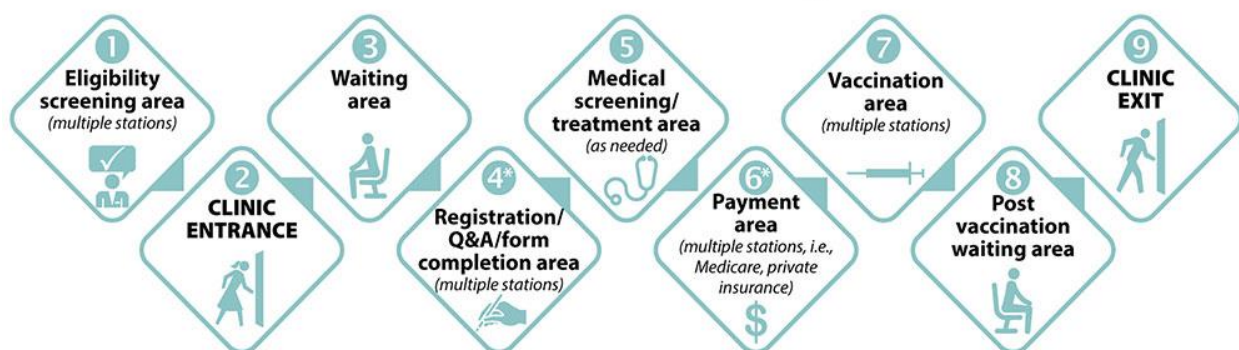 1
Eligibility
screening area
(multiple stations)
2
CLINIC
ENTRANCE
3
Waiting
area
4*
Registration/
Q&A/form
completion area
(multiple stations)
5
Medical
screening/
treatment area
(as needed)
6*
Payment
area
(multiple stations, i.e.,
Medicare, private
insurance)
$
7
Vaccination
area
(multiple stations)
8
Post
vaccination
waiting area
9
CLINIC
EXIT